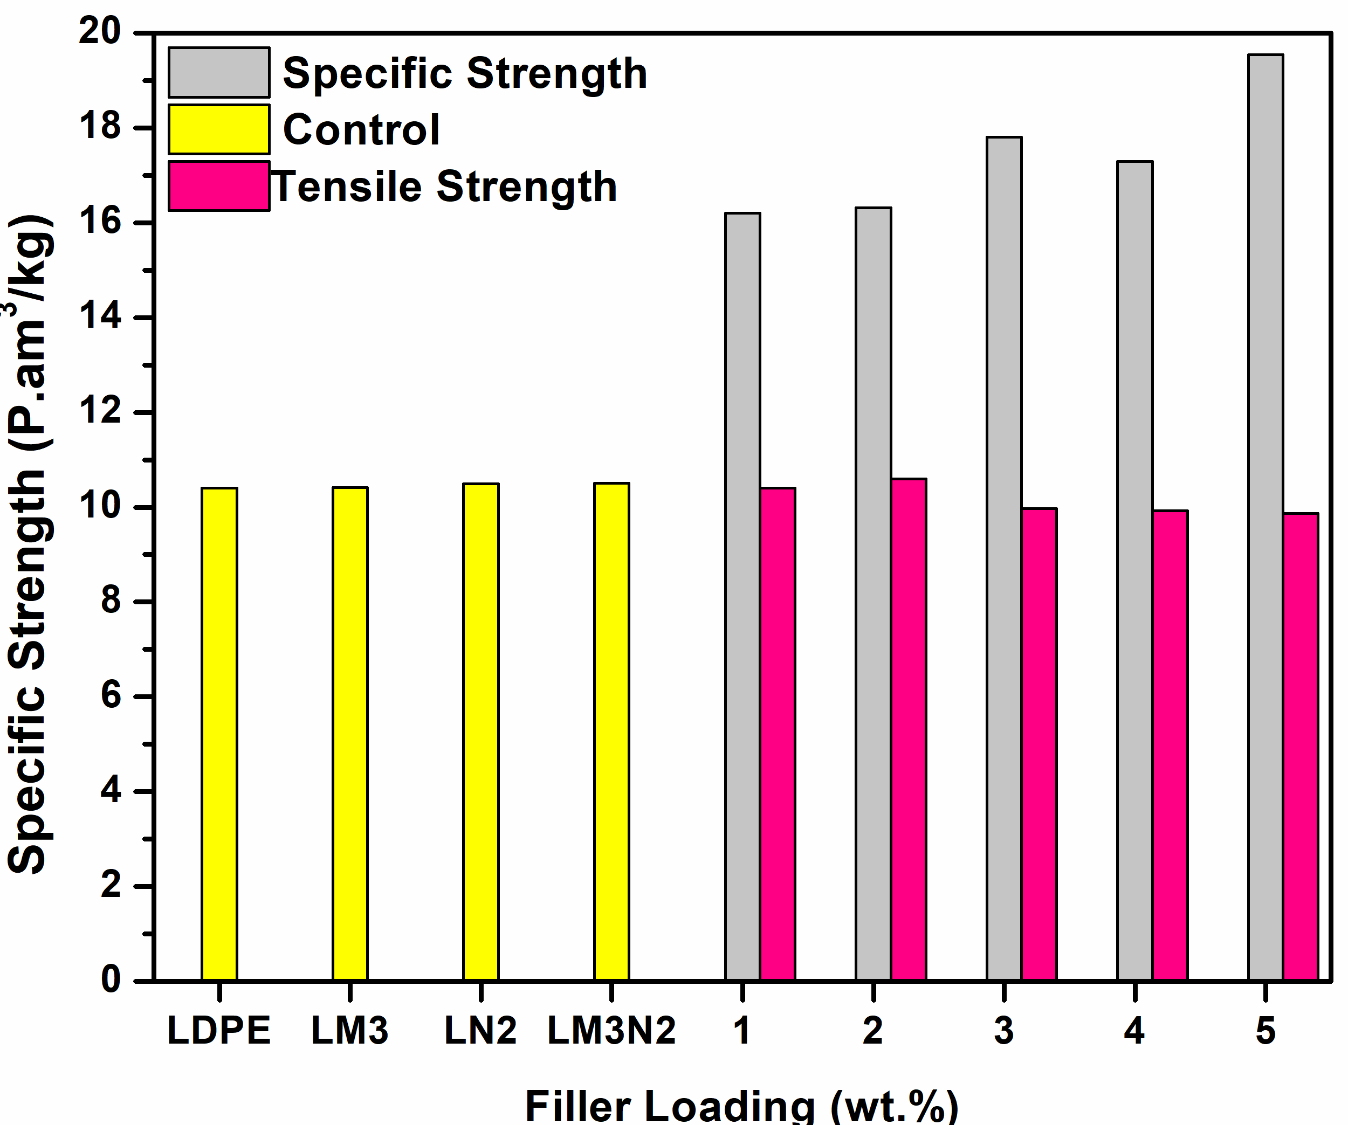 20
18
16
14
12
10
8
6
4
2
0
Specific Strength (P.am³/kg)
Specific Strength
Control
Tensile Strength
LDPE LM3 LN2 LM3N2 1 2 3 4 5
Filler Loading (wt.%)